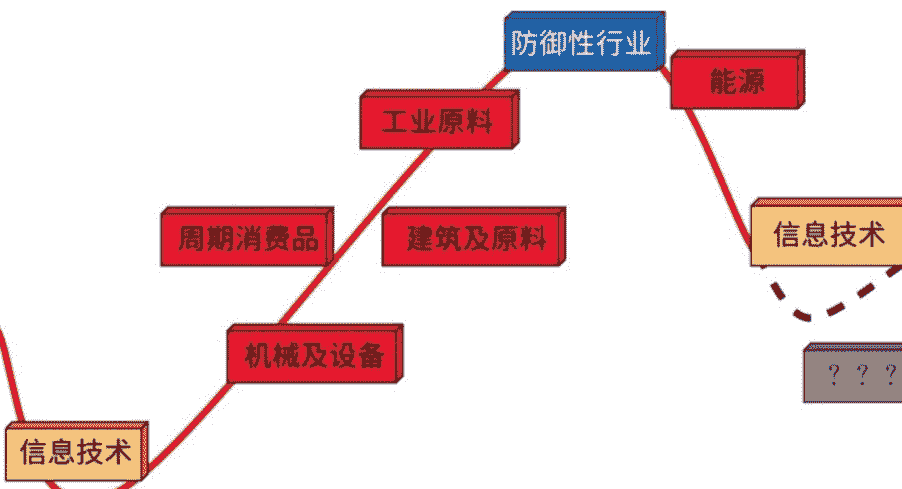 防御性行业
能源
工业原料
周期消费品
建筑及原料
信息技术
机械及设备
? ? ?
信息技术